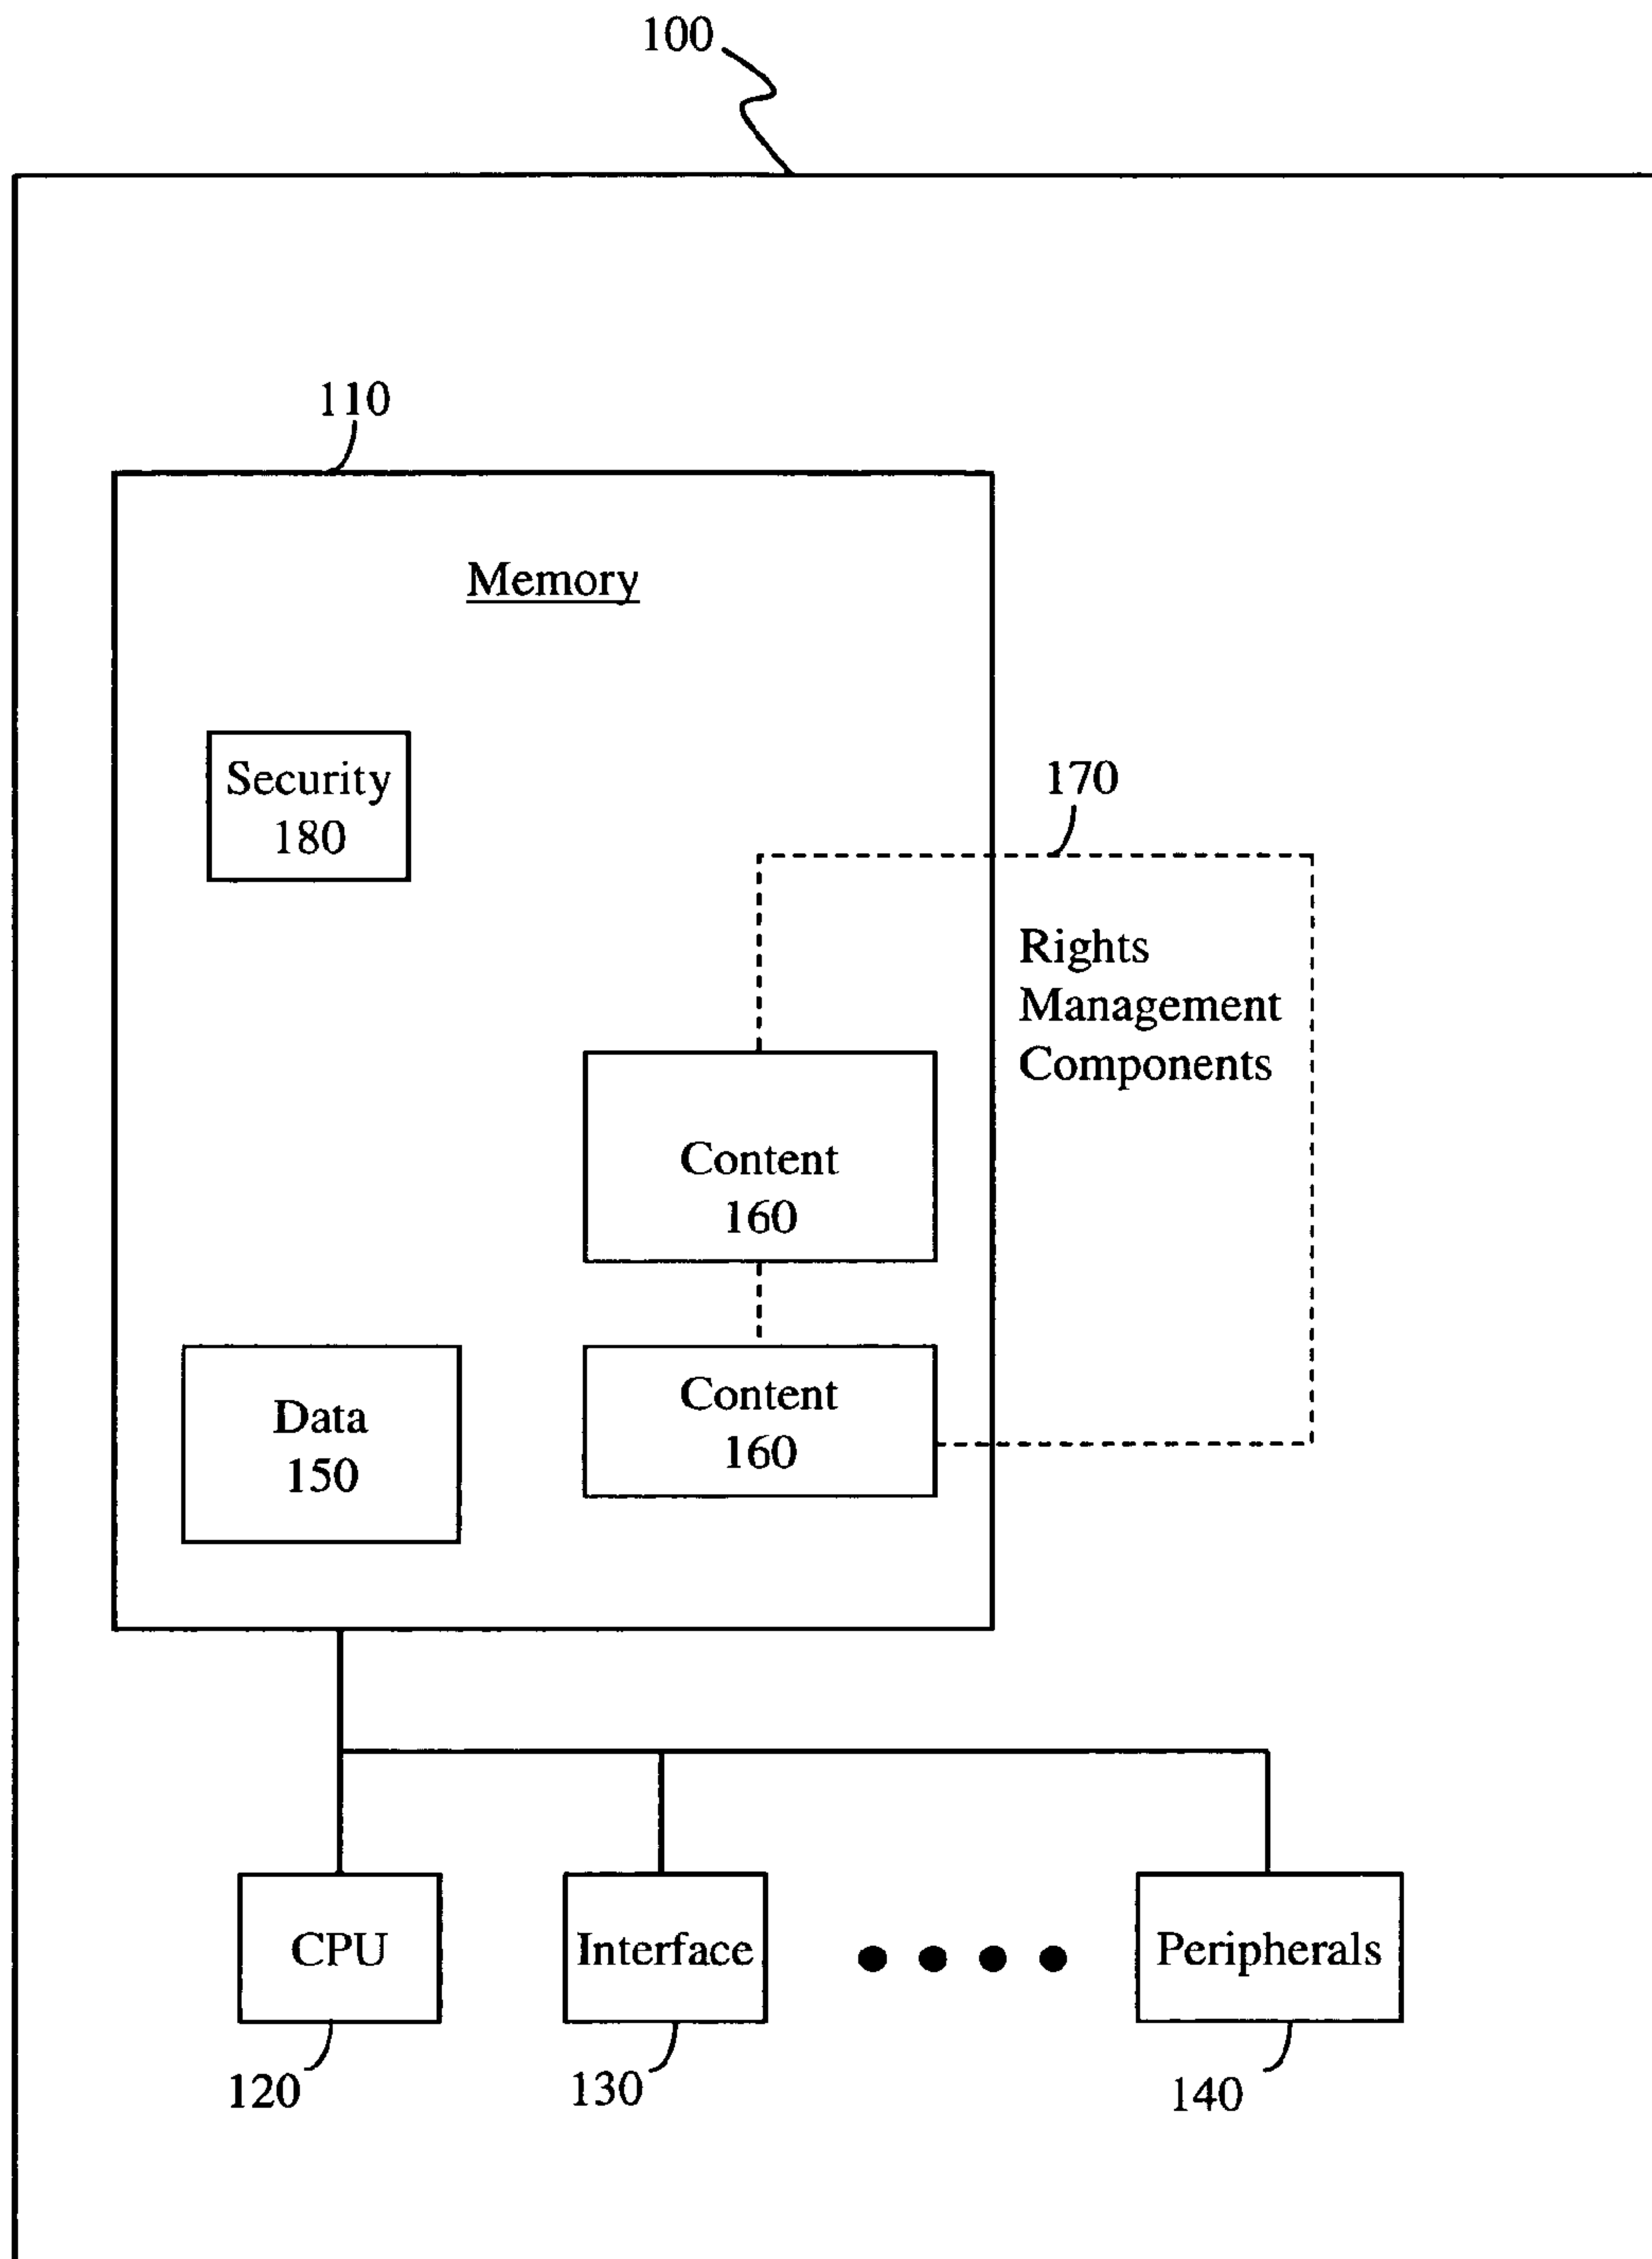 100
110
Memory
Security
180
170
Rights
Management
Components
Content
160
Content
160
Data
150
CPU
Interface
Peripherals
120
130
140